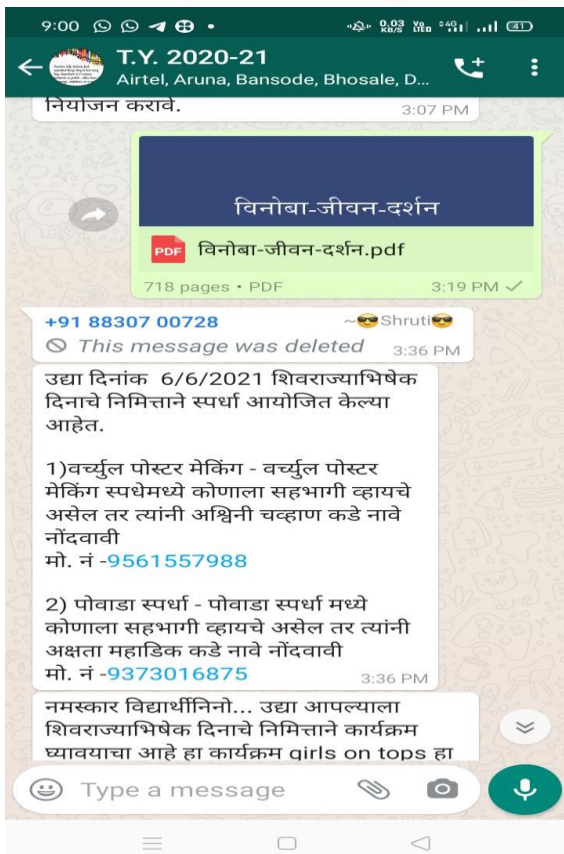 9:00
0.03 KB/S
4G
41
T.Y. 2020-21
Airtel, Aruna, Bansode, Bhosale, D...
नियोजन करावे.
3:07 PM
विनोबा-जीवन-दर्शन
PDF विनोबा-जीवन-दर्शन.pdf
718 pages • PDF 3:19 PM
+91 88307 00728 ~😎Shruti😎
This message was deleted 3:36 PM
उद्या दिनांक 6/6/2021 शिवराज्याभिषेक
दिनाचे निमित्ताने स्पर्धा आयोजित केल्या
आहेत.
1)वर्च्युल पोस्टर मेकिंग - वर्च्युल पोस्टर
मेकिंग स्पधेमध्ये कोणाला सहभागी व्हायचे
असेल तर त्यांनी अश्विनी चव्हाण कडे नावे
नोंदवावी
मो. नं -9561557988
2) पोवाडा स्पर्धा - पोवाडा स्पर्धा मध्ये
कोणाला सहभागी व्हायचे असेल तर त्यांनी
अक्षता महाडिक कडे नावे नोंदवावी
मो. नं -9373016875
3:36 PM
नमस्कार विद्यार्थीनिनो... उद्या आपल्याला
शिवराज्याभिषेक दिनाचे निमित्ताने कार्यक्रम
घ्यावयाचा आहे हा कार्यक्रम girls on tops हा
Type a message